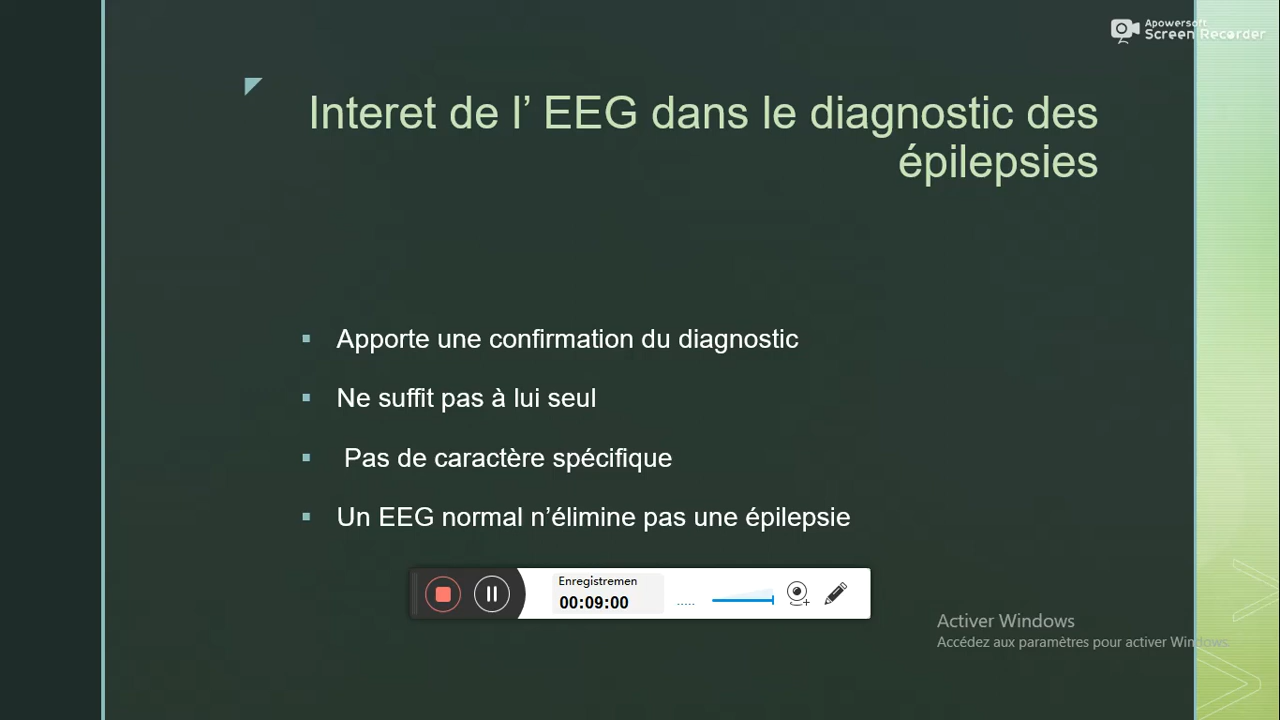 Apowersoft
Screen Recorder
Interet de l’ EEG dans le diagnostic des
épilepsies
▪ Apporte une confirmation du diagnostic
▪ Ne suffit pas à lui seul
▪ Pas de caractère spécifique
▪ Un EEG normal n’élimine pas une épilepsie
Enregistremen
00:09:00
Activer Windows
Accédez aux paramètres pour activer Windows.